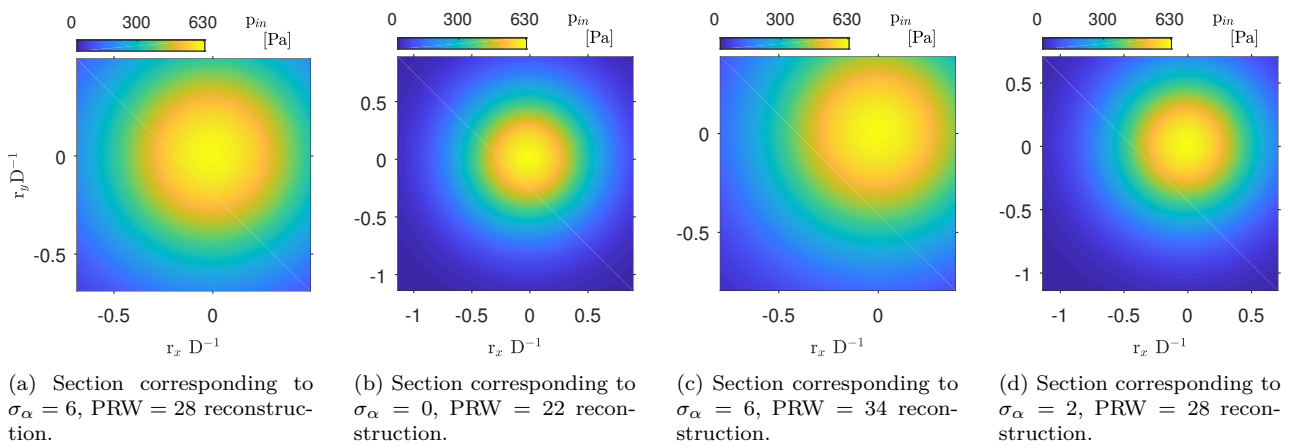 0 300 630 p_in [Pa]
0
-0.5
r_y D^-1
-0.5 0
r_x D^-1
(a) Section corresponding to
σ_α = 6, PRW = 28 reconstruc-
tion.
0 300 630 p_in [Pa]
0.5
0
-0.5
-1
-1 -0.5 0 0.5
r_x D^-1
(b) Section corresponding to
σ_α = 0, PRW = 22 recon-
struction.
0 300 630 p_in [Pa]
0
-0.5
-0.5 0
r_x D^-1
(c) Section corresponding to
σ_α = 6, PRW = 34 recon-
struction.
0 300 630 p_in [Pa]
0.5
0
-0.5
-1
-1 -0.5 0 0.5
r_x D^-1
(d) Section corresponding to
σ_α = 2, PRW = 28 recon-
struction.